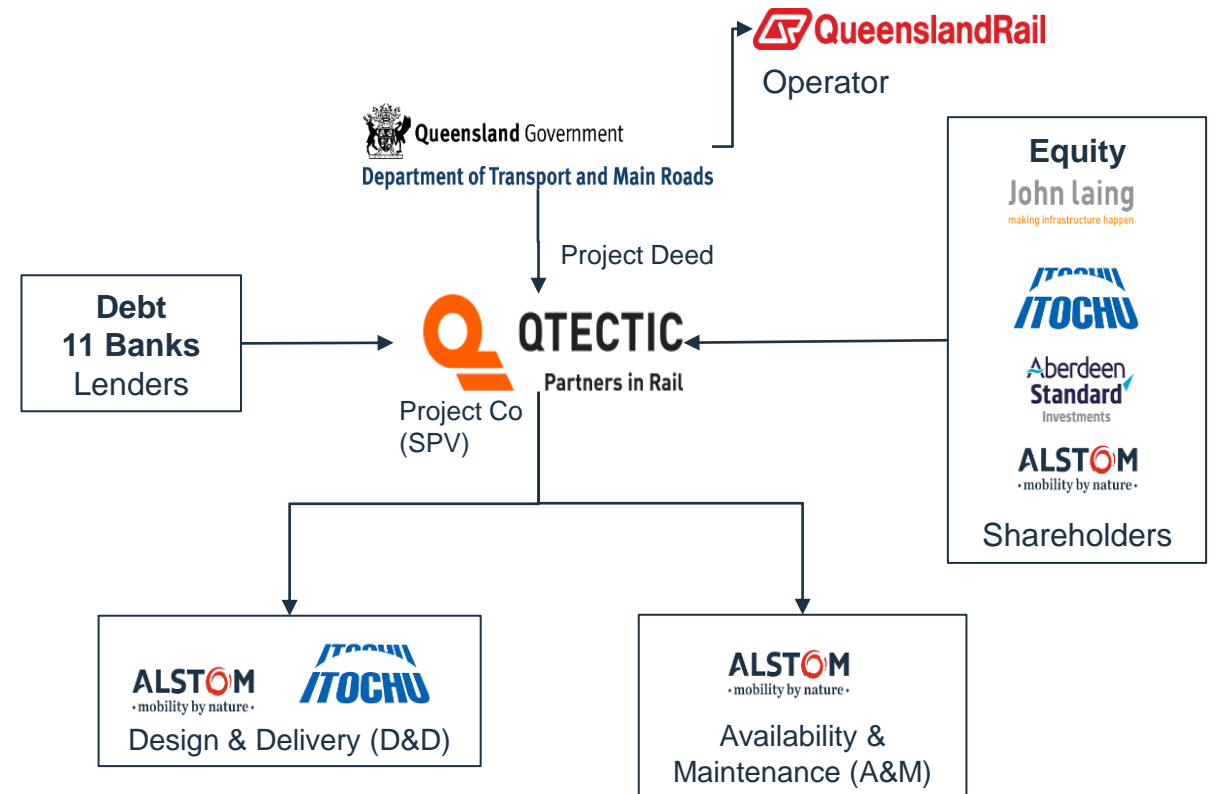 QueenslandRail
Operator
Queensland Government
Department of Transport and Main Roads
Project Deed
Debt
11 Banks
Lenders
QTECTIC
Partners in Rail
Project Co
(SPV)
Equity
John laing
making infrastructure happen
ITOCHU
ITOCHU
Aberdeen
Standard
Investments
ALSTOM
•mobility by nature•
Shareholders
ALSTOM
•mobility by nature•
ITOCHU
ITOCHU
Design & Delivery (D&D)
ALSTOM
•mobility by nature•
Availability &
Maintenance (A&M)